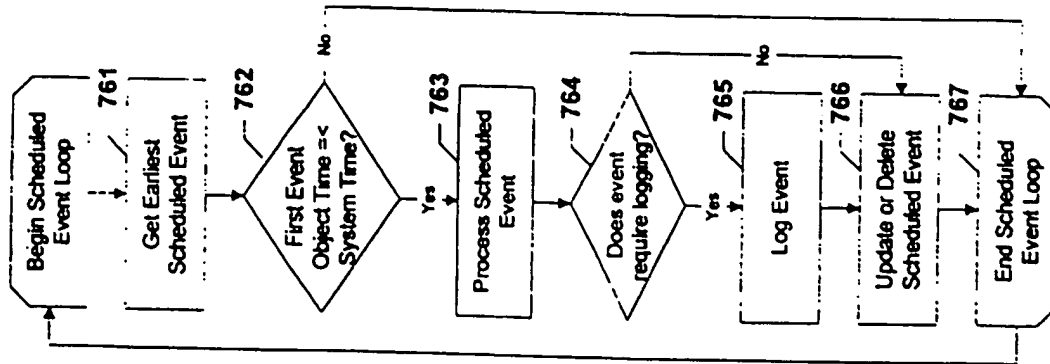 Begin Scheduled
Event Loop
761
Get Earliest
Scheduled Event
762
First Event
Object Time =<
System Time?
No
Yes
763
Process Scheduled
Event
764
Does event
require logging?
No
Yes
765
Log Event
766
Update or Delete
Scheduled Event
767
End Scheduled
Event Loop